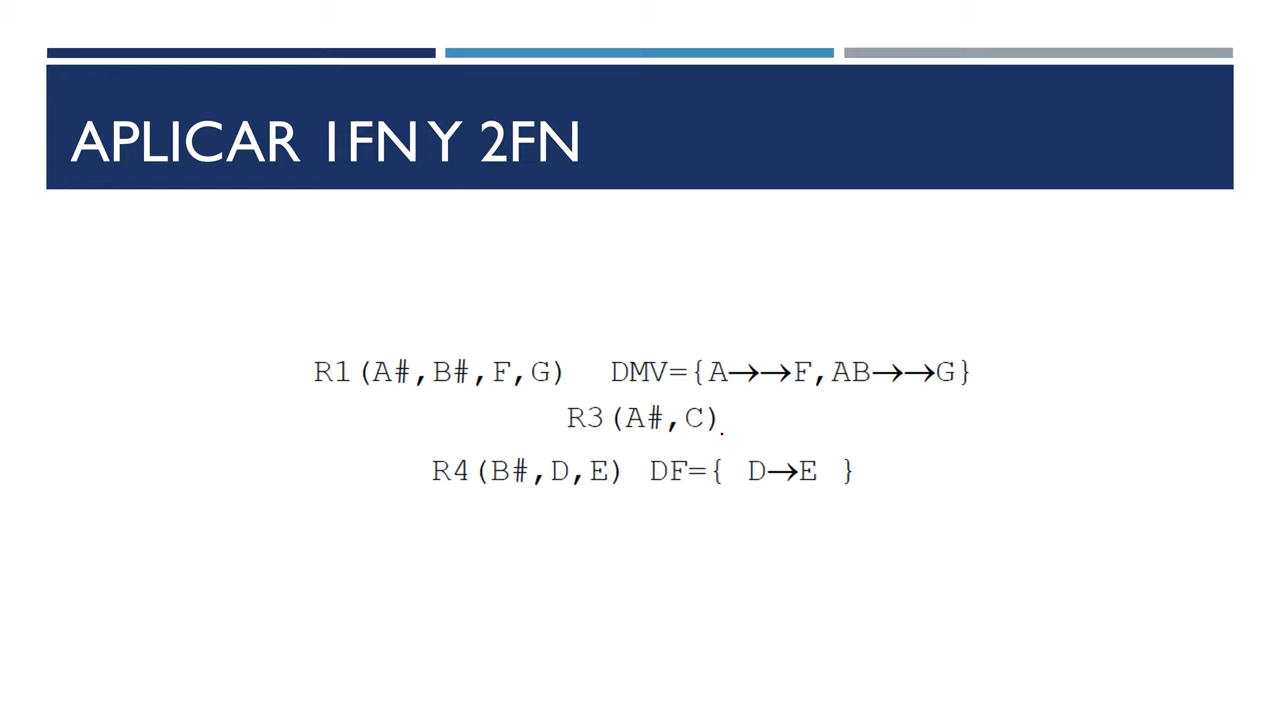 APLICAR 1FN Y 2FN
R1(A#,B#,F,G) DMV={A→→F,AB→→G}
R3(A#,C).
R4(B#,D,E) DF={ D→E }